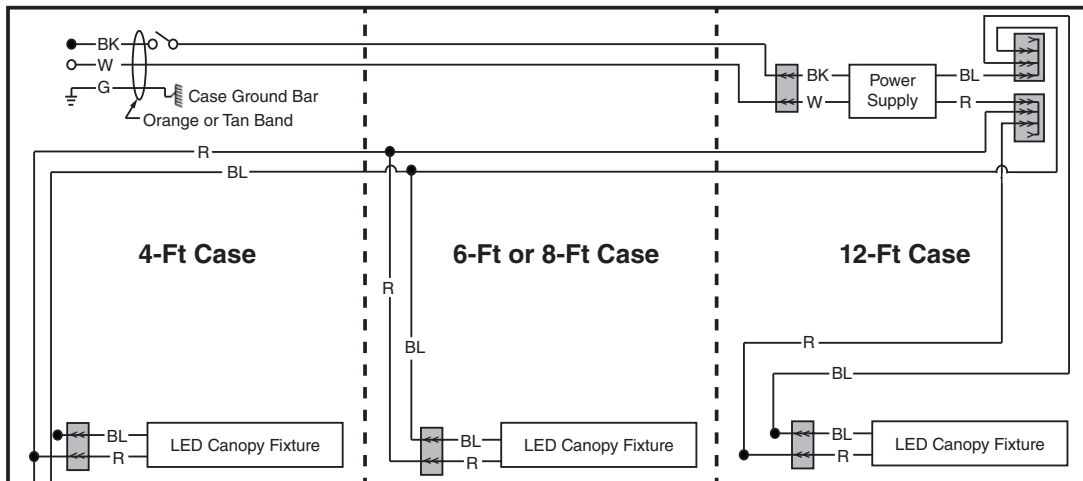 BK
W
G
Case Ground Bar
Orange or Tan Band
BK
W
Power
Supply
BL
R
R
BL
4-Ft Case
6-Ft or 8-Ft Case
12-Ft Case
R
BL
R
BL
BL
R
LED Canopy Fixture
BL
R
LED Canopy Fixture
BL
R
LED Canopy Fixture